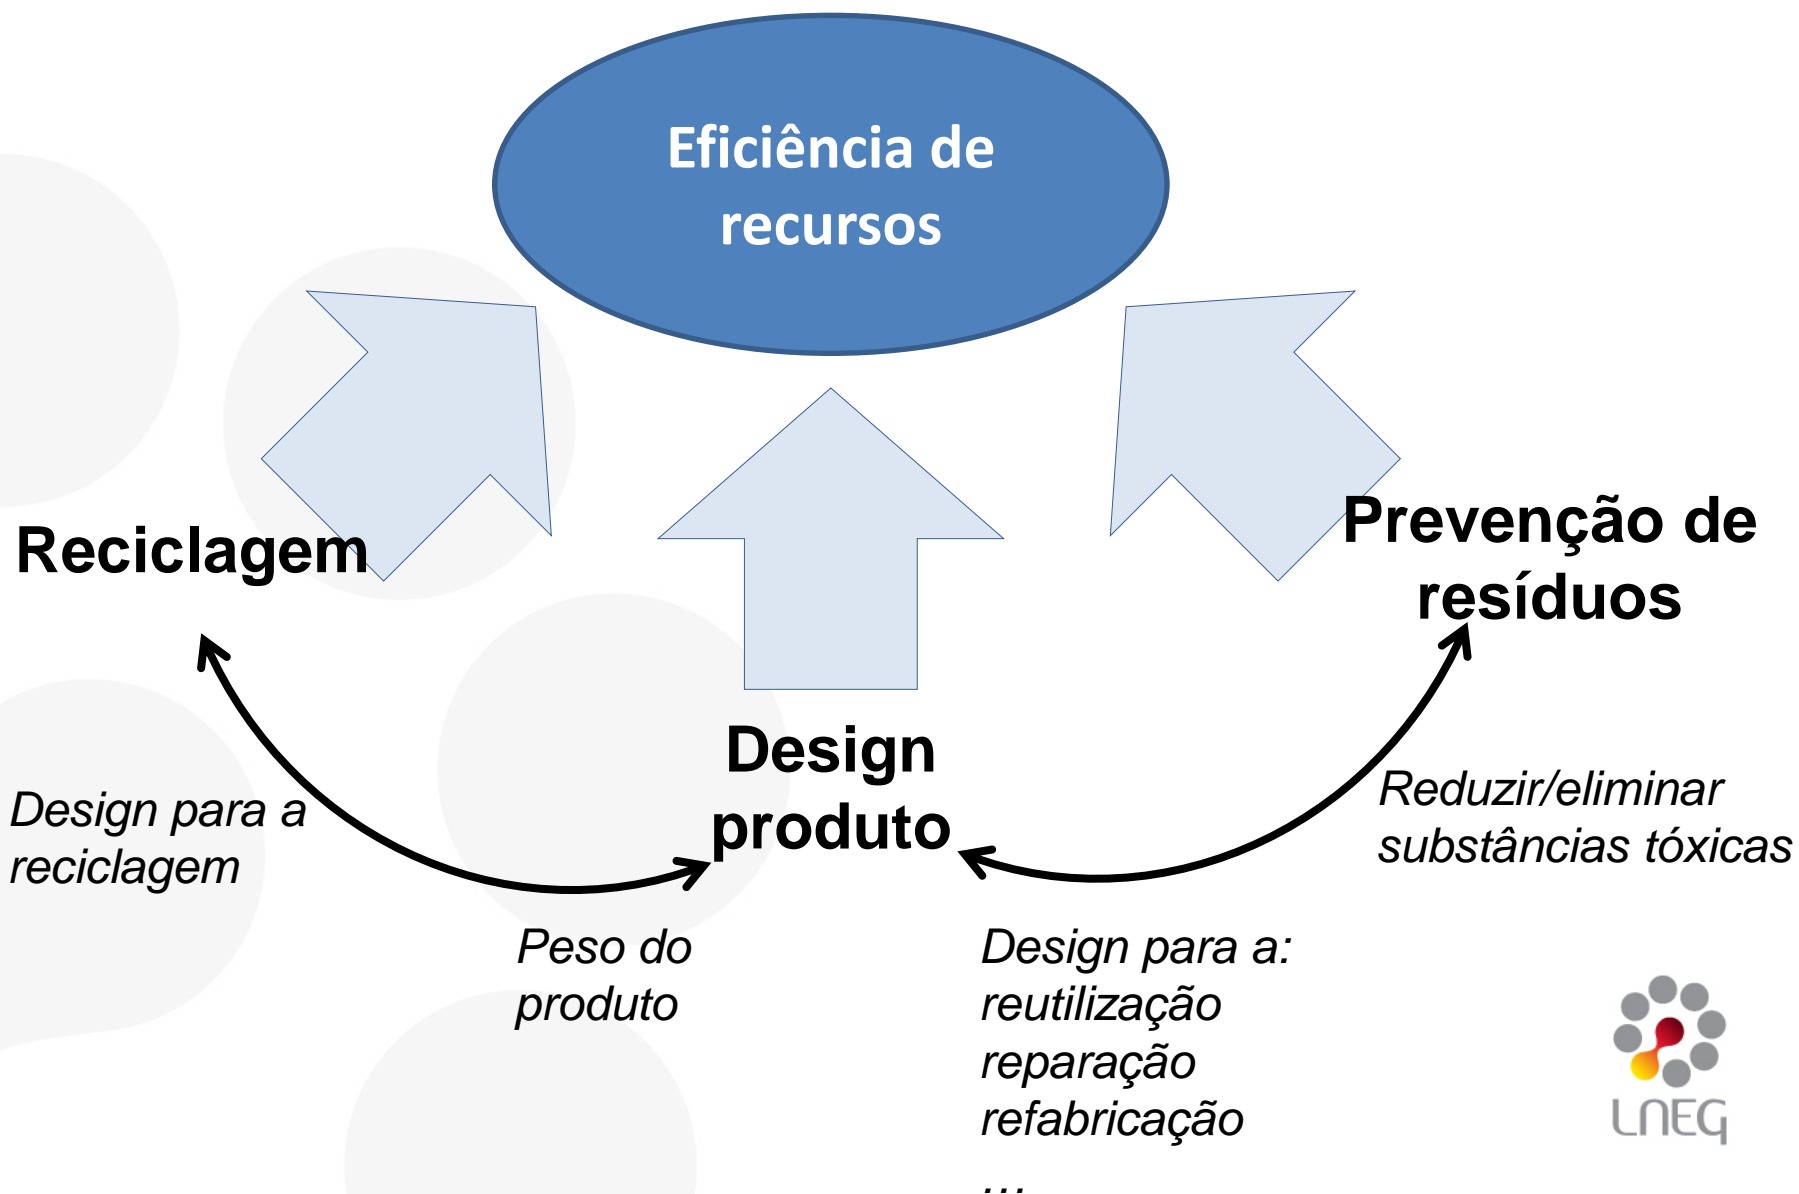 Eficiência de
recursos
Reciclagem
Prevenção de
resíduos
Design
produto
Design para a
reciclagem
Reduzir/eliminar
substâncias tóxicas
Peso do
produto
Design para a:
reutilização
reparação
refabricação
...
LNEG